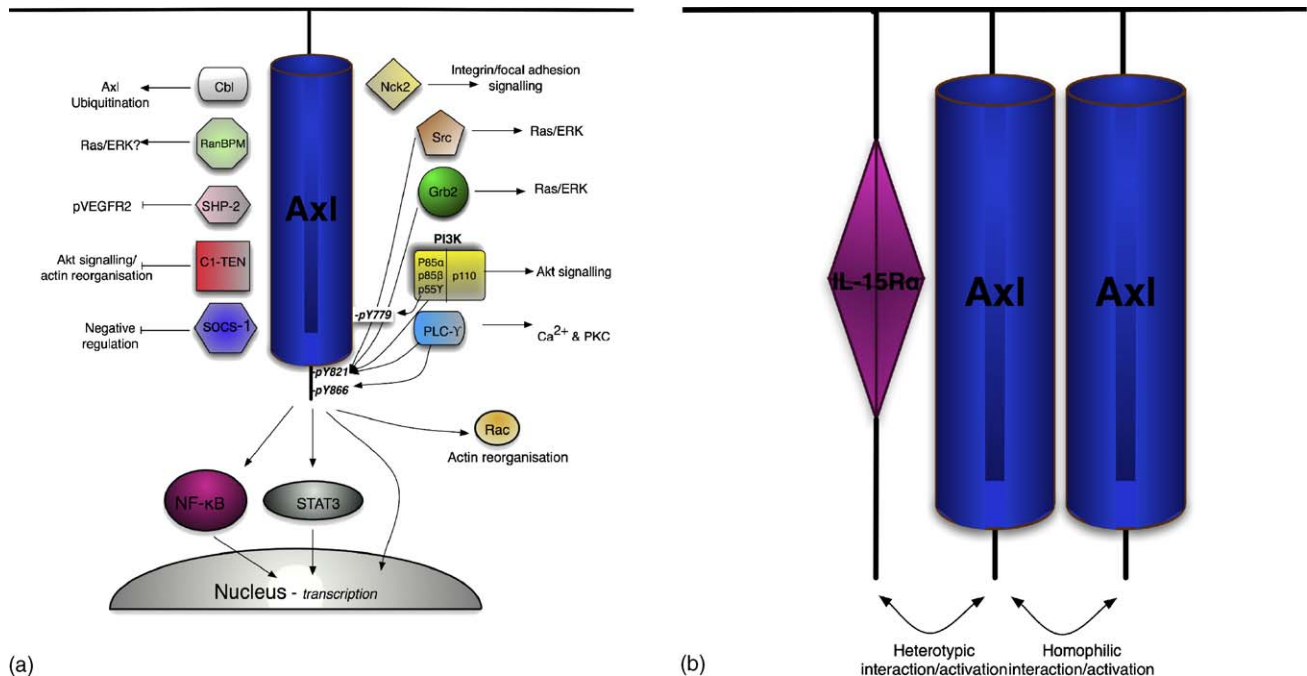 Axl
Ubiquitination
Cbl
Nck2
Integrin/focal adhesion
signalling
Ras/ERK?
RanBPM
Src
Ras/ERK
pVEGFR2
SHP-2
Axl
Grb2
Ras/ERK
Akt signalling/
actin reorganisation
C1-TEN
PI3K
P85α
p85β
p55ϒ
p110
Akt signalling
Negative
regulation
SOCS-1
-pY779
PLC-ϒ
Ca2+ & PKC
-pY821
-pY866
Rac
Actin reorganisation
NF-κB
STAT3
Nucleus - transcription
(a)
IL-15Rα
Axl
Axl
Heterotypic
interaction/activation
Homophilic
interaction/activation
(b)